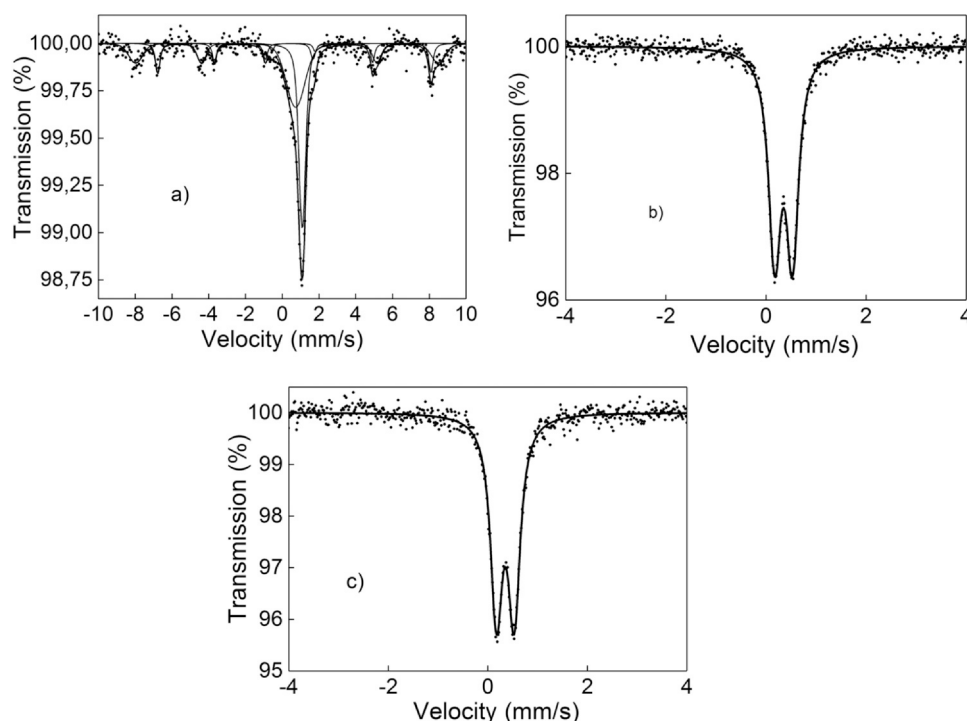 Transmission (%)
100,00
99,75
99,50
99,25
99,00
98,75
a)
-10 -8 -6 -4 -2 0 2 4 6 8 10
Velocity (mm/s)
Transmission (%)
100
98
96
b)
-4 -2 0 2 4
Velocity (mm/s)
Transmission (%)
100
99
98
97
96
95
c)
-4 -2 0 2 4
Velocity (mm/s)